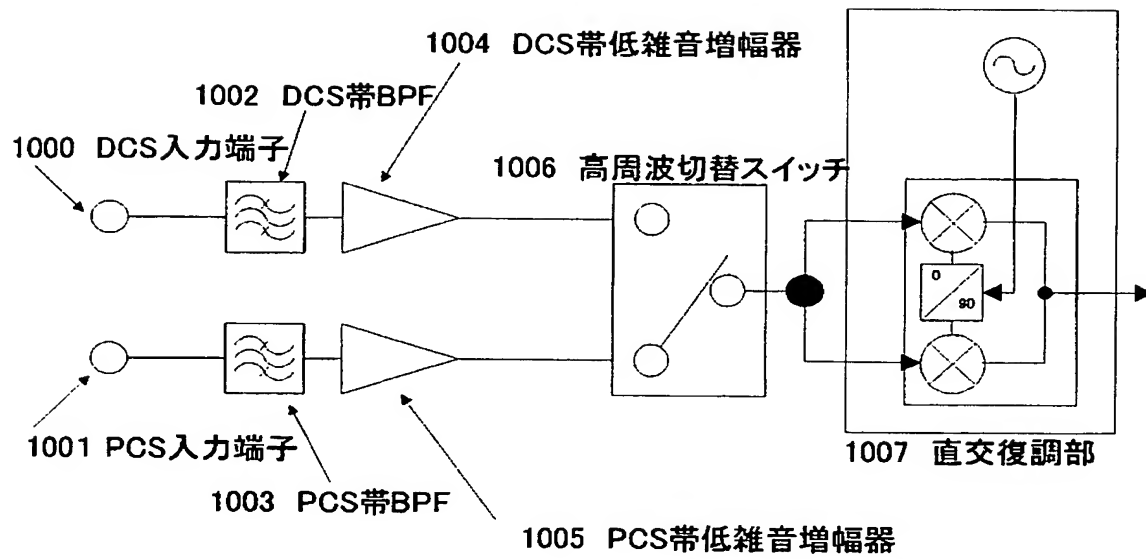 1004 DCS帯低雑音増幅器
1002 DCS帯BPF
1000 DCS入力端子
1006 高周波切替スイッチ
0
90
1001 PCS入力端子
1007 直交復調部
1003 PCS帯BPF
1005 PCS帯低雑音増幅器